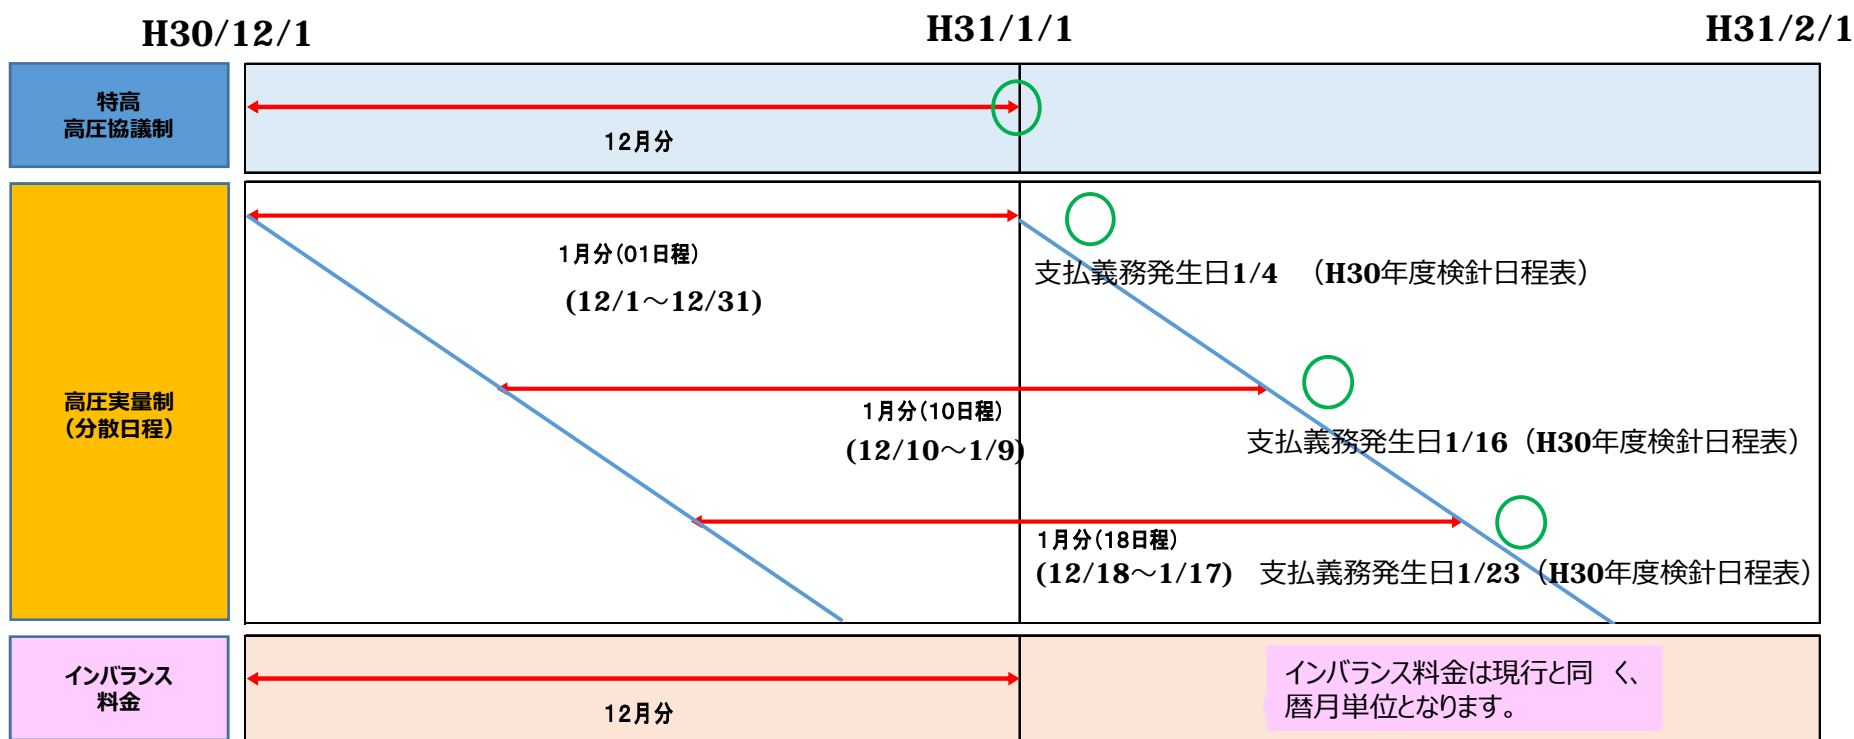 H30/12/1
H31/1/1
H31/2/1
特高
高圧協議制
12月分
高圧実量制
（分散日程）
1月分(01日程)
(12/1～12/31)
支払義務発生日1/4 （H30年度検針日程表）
1月分(10日程)
(12/10～1/9)
支払義務発生日1/16（H30年度検針日程表）
1月分(18日程)
(12/18～1/17) 支払義務発生日1/23（H30年度検針日程表）
インバランス
料金
12月分
インバランス料金は現行と同 く、
暦月単位となります。